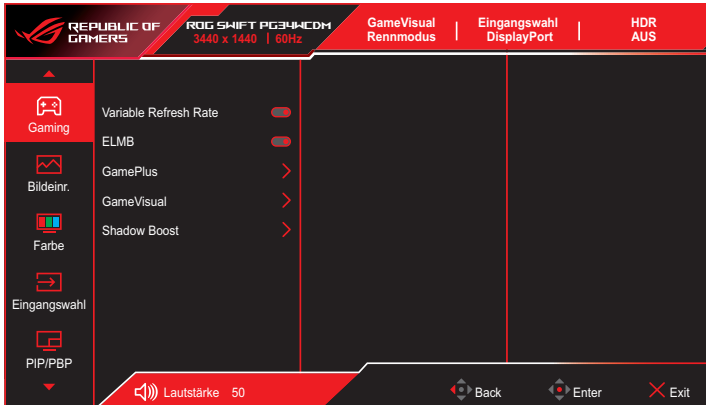 REPUBLIC OF
GAMERS
ROG SWIFT PG34WCDM
3440 x 1440 | 60Hz
GameVisual
Rennmodus
Eingangswahl
DisplayPort
HDR
AUS
Gaming
Bildeinr.
Farbe
Eingangswahl
PIP/PBP
Variable Refresh Rate
ELMB
GamePlus
GameVisual
Shadow Boost
Lautstärke 50
Back
Enter
Exit